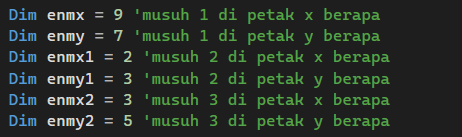 Dim enmx = 9 'musuh 1 di petak x berapa
Dim enmy = 7 'musuh 1 di petak y berapa
Dim enmx1 = 2 'musuh 2 di petak x berapa
Dim enmy1 = 3 'musuh 2 di petak y berapa
Dim enmx2 = 3 'musuh 3 di petak x berapa
Dim enmy2 = 5 'musuh 3 di petak y berapa